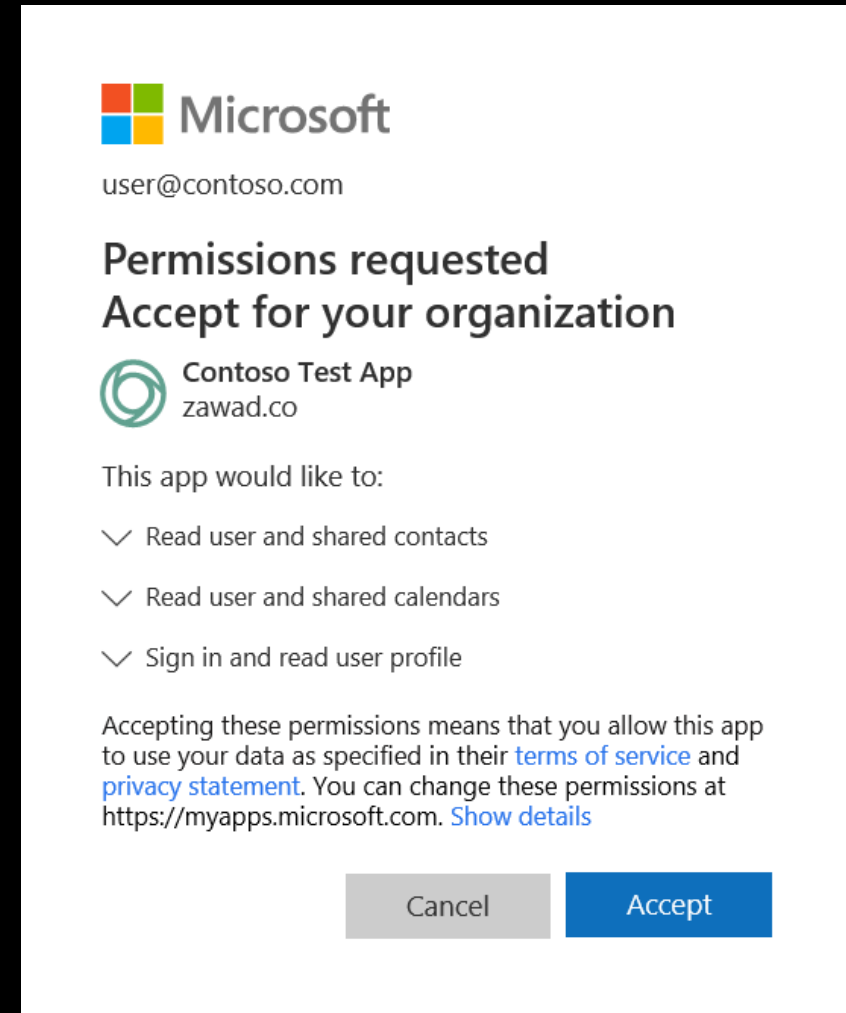 Microsoft
user@contoso.com
Permissions requested
Accept for your organization
Contoso Test App
zawad.co
This app would like to:
Read user and shared contacts
Read user and shared calendars
Sign in and read user profile
Accepting these permissions means that you allow this app
to use your data as specified in their terms of service and
privacy statement. You can change these permissions at
https://myapps.microsoft.com. Show details
Cancel
Accept